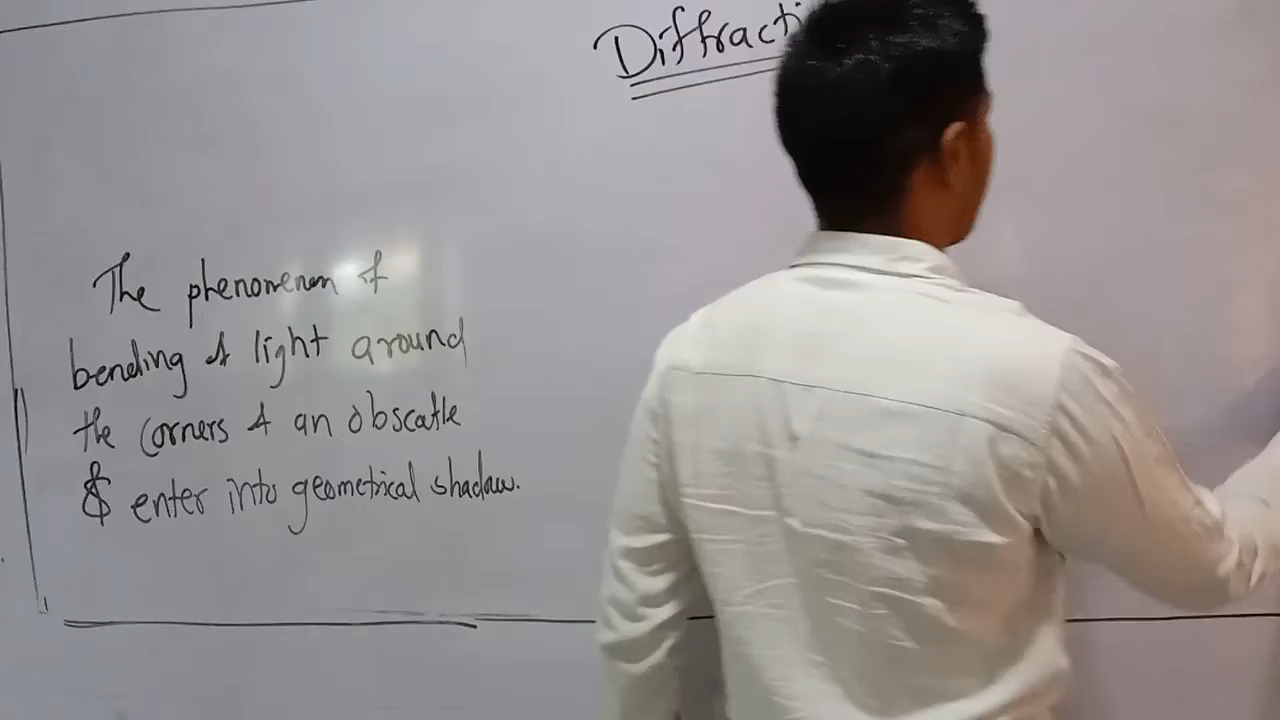 Diffracti
The phenomenon of
bending of light around
the corners of an obscatle
& enter into geometrical shadow.